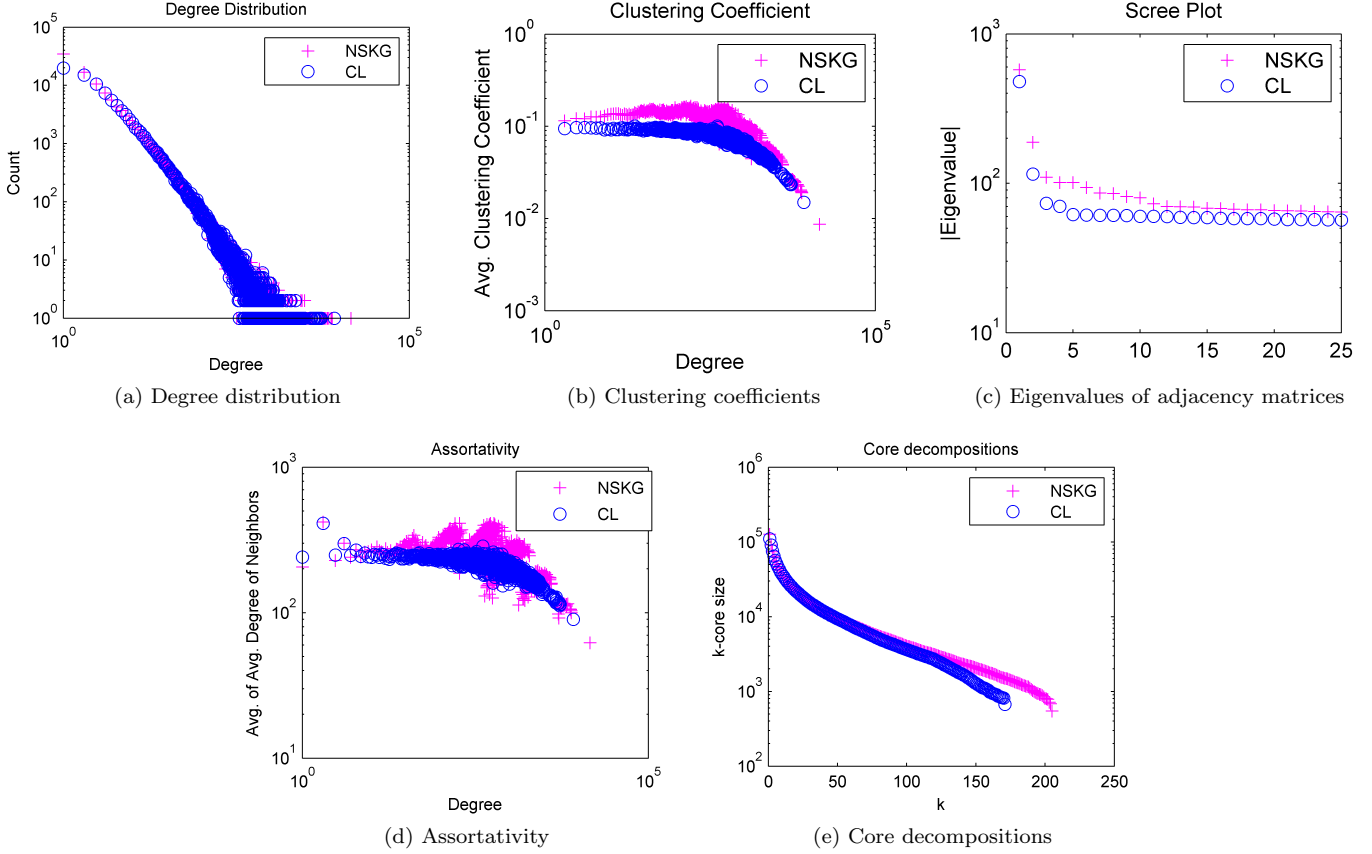 Degree Distribution
10^5
10^4
10^3
10^2
10^1
10^0
Count
NSKG
CL
10^0
10^5
Degree
(a) Degree distribution
Clustering Coefficient
10^0
10^-1
10^-2
10^-3
Avg. Clustering Coefficient
NSKG
CL
10^0
10^5
Degree
(b) Clustering coefficients
Scree Plot
10^3
10^2
10^1
|Eigenvalue|
NSKG
CL
0 5 10 15 20 25
(c) Eigenvalues of adjacency matrices
Assortativity
10^3
10^2
10^1
Avg. of Avg. Degree of Neighbors
NSKG
CL
10^0
10^5
Degree
(d) Assortativity
Core decompositions
10^6
10^5
10^4
10^3
10^2
k-core size
NSKG
CL
0 50 100 150 200 250
k
(e) Core decompositions